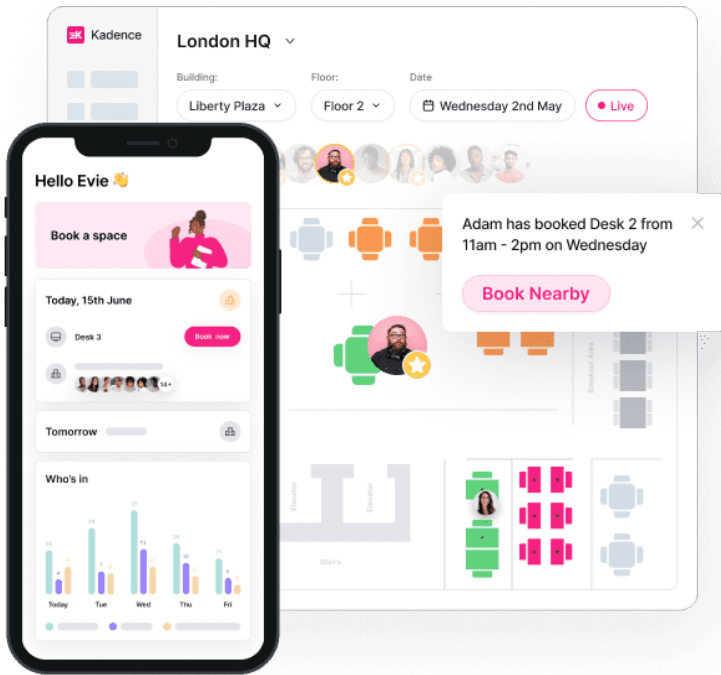 Kadence
London HQ
Building:
Floor:
Date
Liberty Plaza
Floor 2
Wednesday 2nd May
Live
Hello Evie 👋
Book a space
Today, 15th June
Desk 3
Book now
14+
Tomorrow
Who's in
Today
Tue
Wed
Thu
Fri
Adam has booked Desk 2 from
11am - 2pm on Wednesday
Book Nearby
Breakout Area
Elevator
Elevator
Stairs